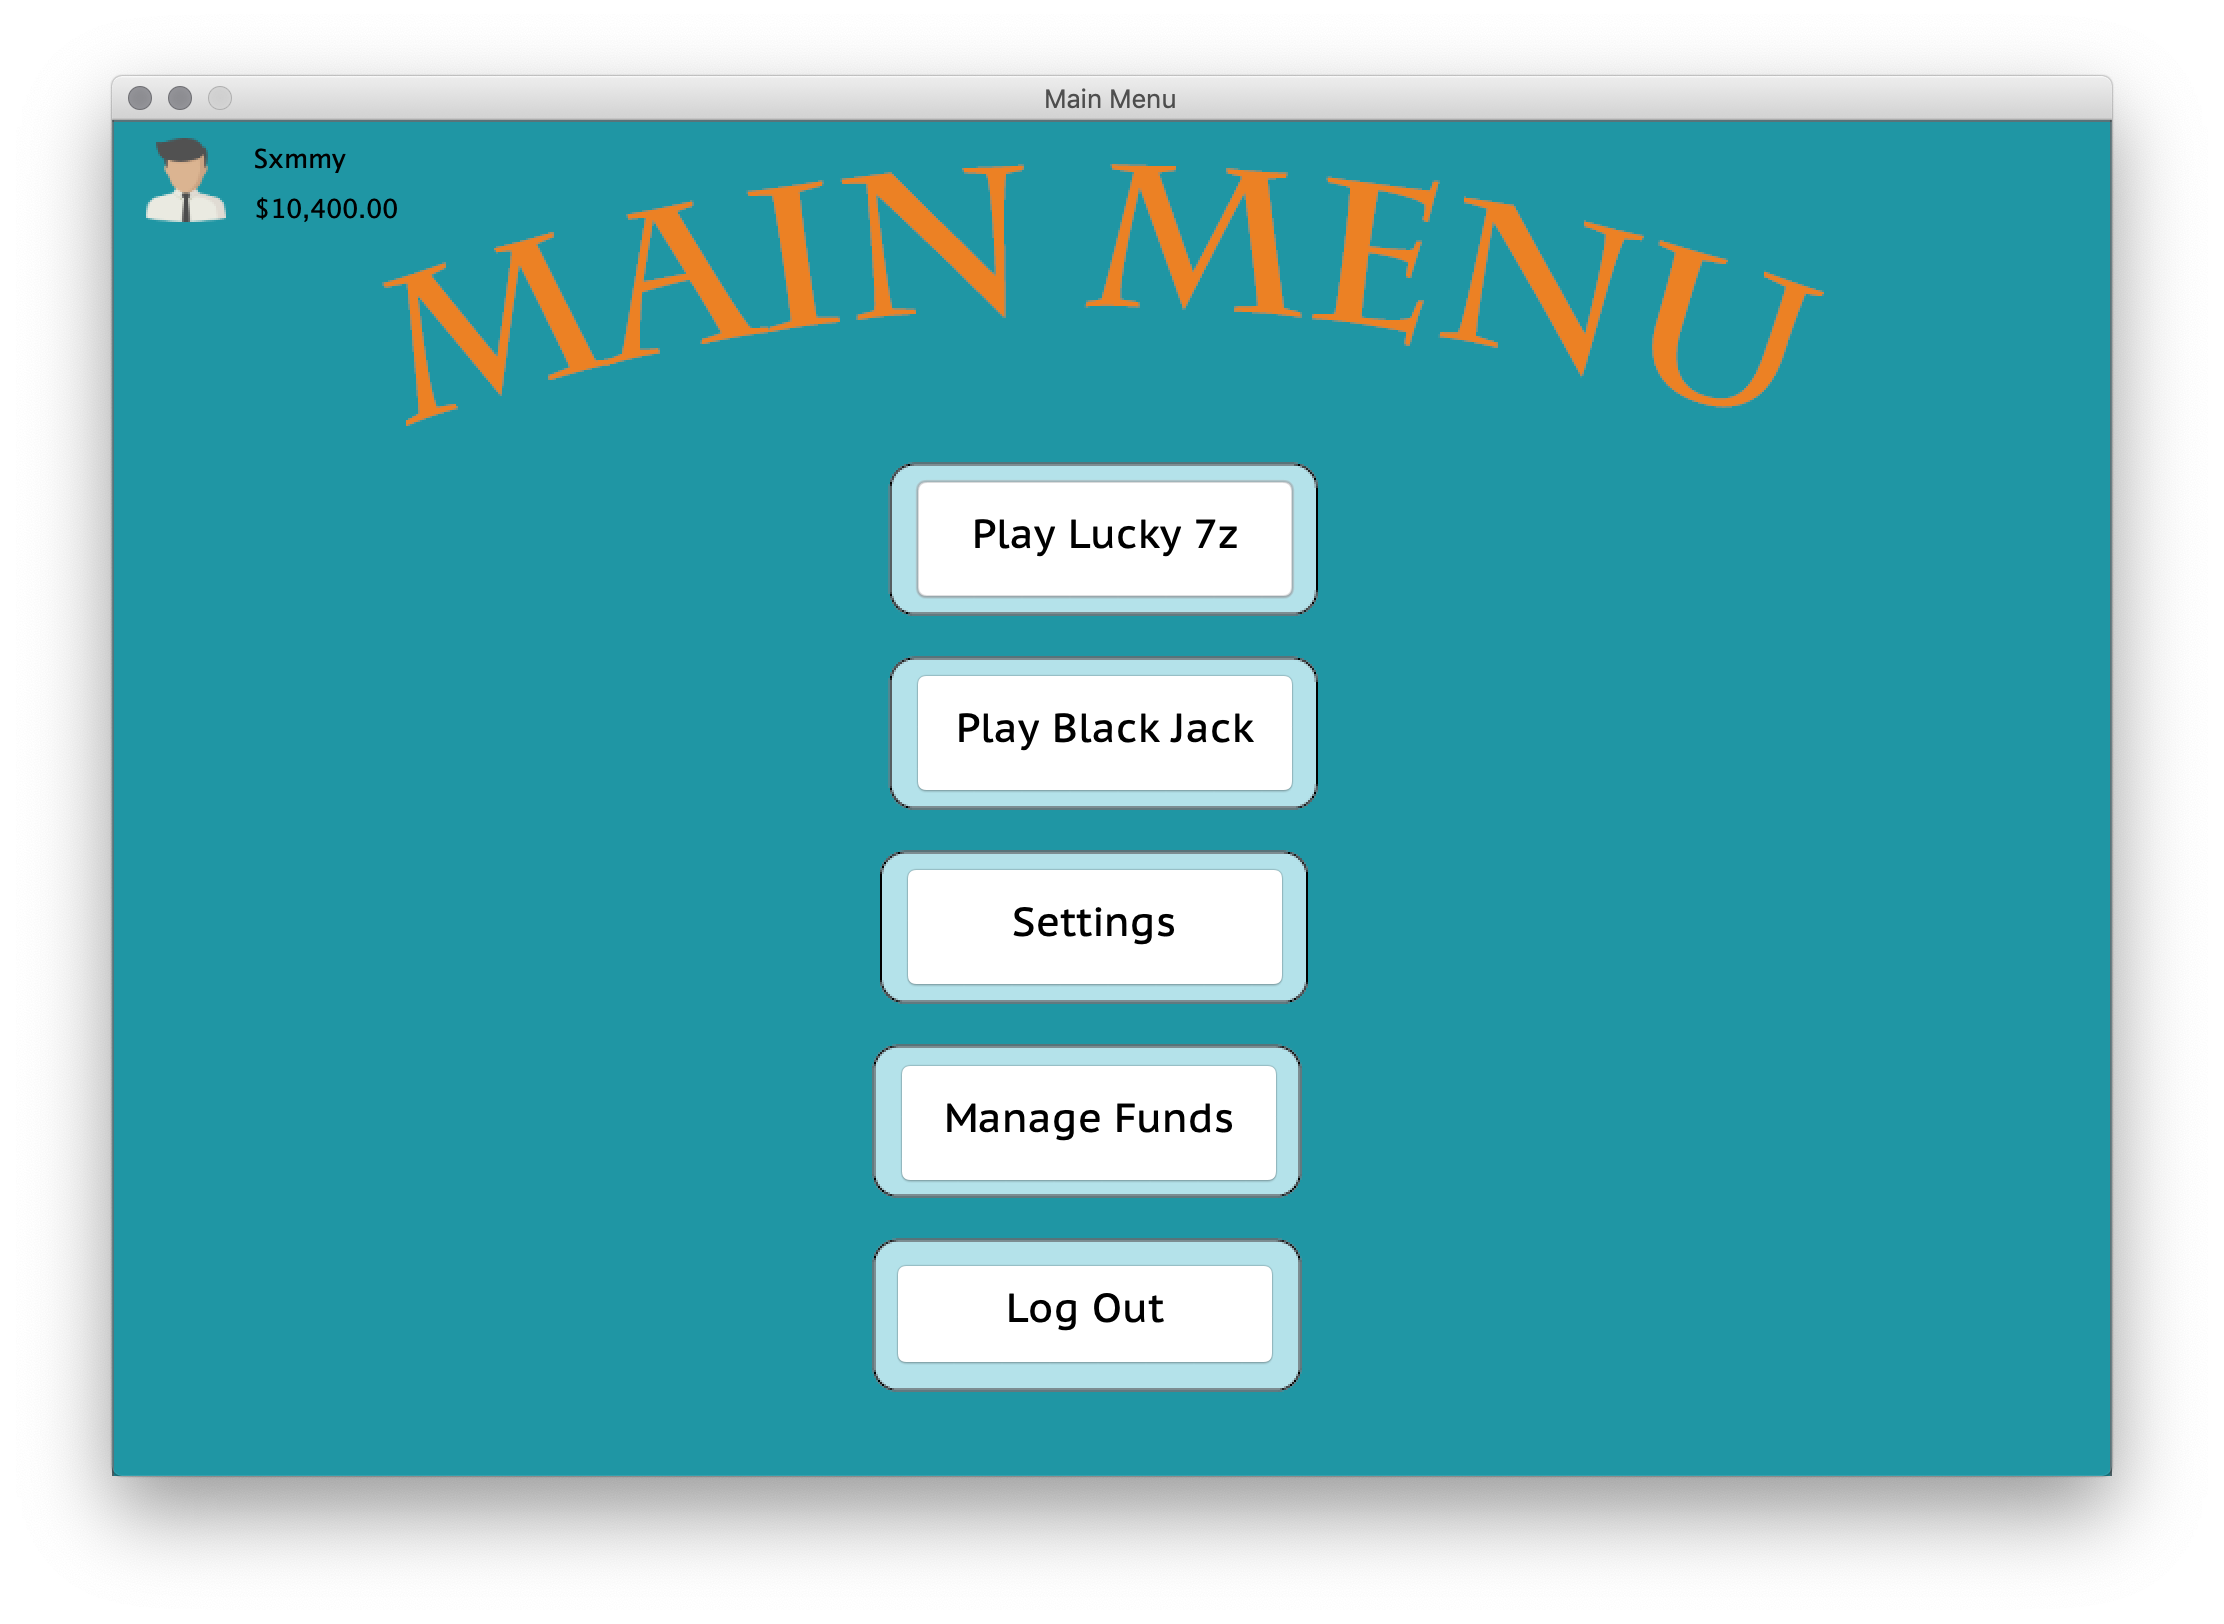 Main Menu
Sxmmy
$10,400.00
MAIN MENU
Play Lucky 7z
Play Black Jack
Settings
Manage Funds
Log Out